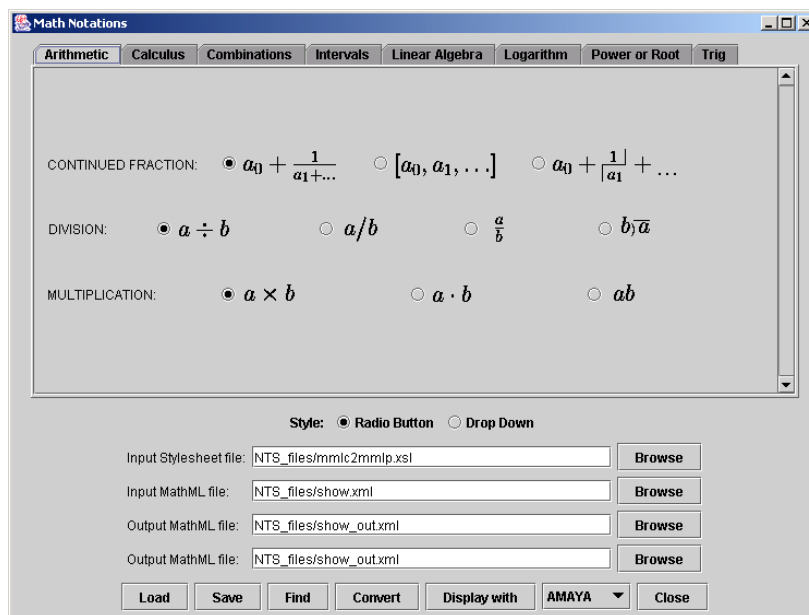 Math Notations
Arithmetic Calculus Combinations Intervals Linear Algebra Logarithm Power or Root Trig
CONTINUED FRACTION: a₀ + 1/(a₁+...) [a₀, a₁, . . .] a₀ + 1⌋/⌈a₁ + ...
DIVISION: a ÷ b a/b a/b b)a̅
MULTIPLICATION: a × b a · b ab
Style: Radio Button Drop Down
Input Stylesheet file: NTS_files/mmlc2mmlp.xsl Browse
Input MathML file: NTS_files/show.xml Browse
Output MathML file: NTS_files/show_out.xml Browse
Output MathML file: NTS_files/show_out.xml Browse
Load Save Find Convert Display with AMAYA Close